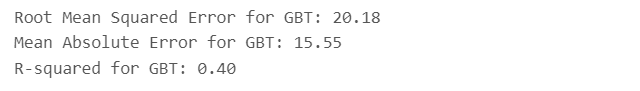 Root Mean Squared Error for GBT: 20.18
Mean Absolute Error for GBT: 15.55
R-squared for GBT: 0.40